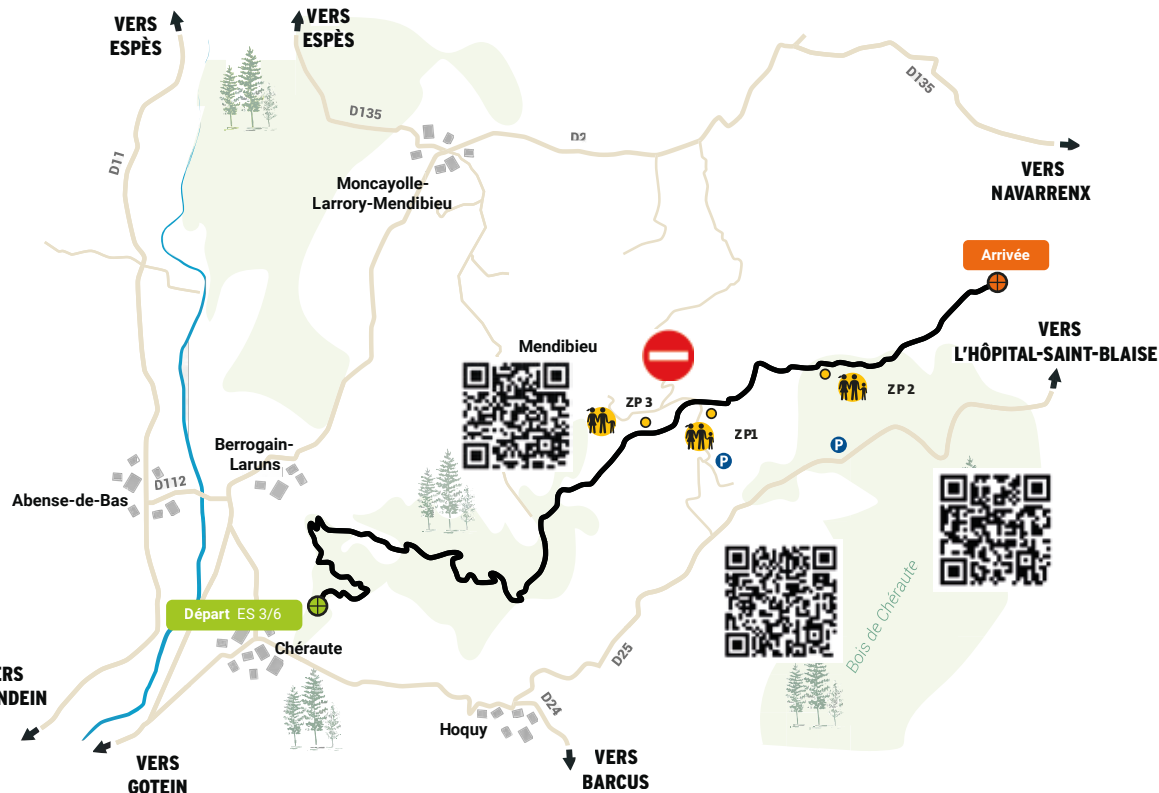 VERS
ESPÈS
VERS
ESPÈS
D135
D135
D2
D11
Moncayolle-
Larrory-Mendibieu
VERS
NAVARRENX
Arrivée
VERS
L'HÔPITAL-SAINT-BLAISE
Mendibieu
ZP 3
ZP 2
ZP1
P
P
Berrogain-
Laruns
Abense-de-Bas
D112
Départ ES 3/6
Chéraute
Bois de Chéraute
D25
D24
Hoquy
VERS
BARCUS
VERS
GOTEIN